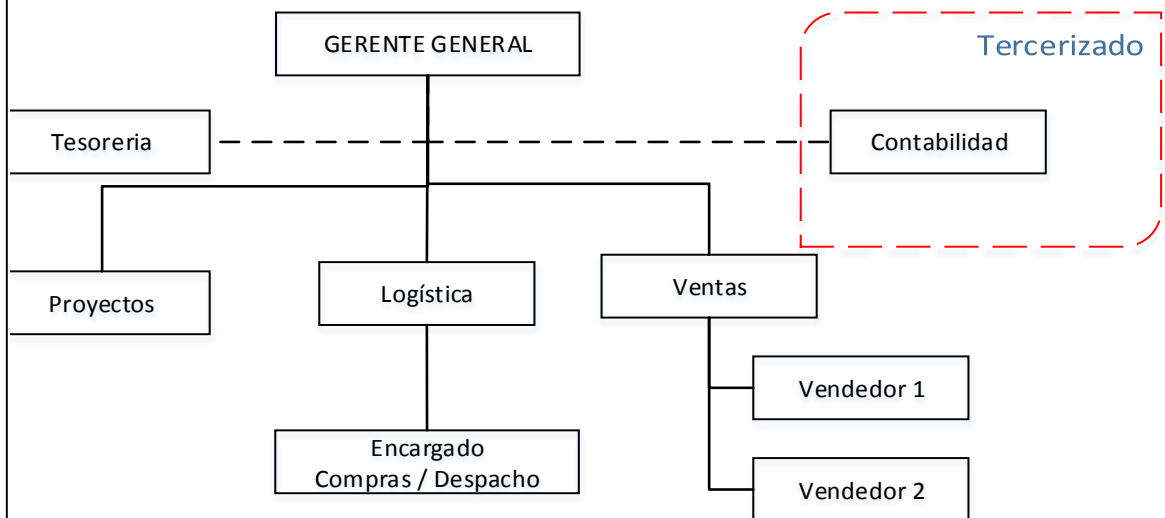 GERENTE GENERAL
Tercerizado
Tesoreria
Contabilidad
Proyectos
Logística
Ventas
Vendedor 1
Encargado
Compras / Despacho
Vendedor 2